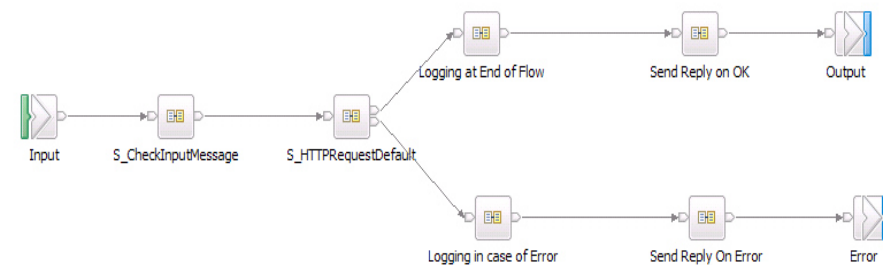 Logging at End of Flow
Send Reply on OK
Output
Input
S_CheckInputMessage
S_HTTPRequestDefault
Logging in case of Error
Send Reply On Error
Error